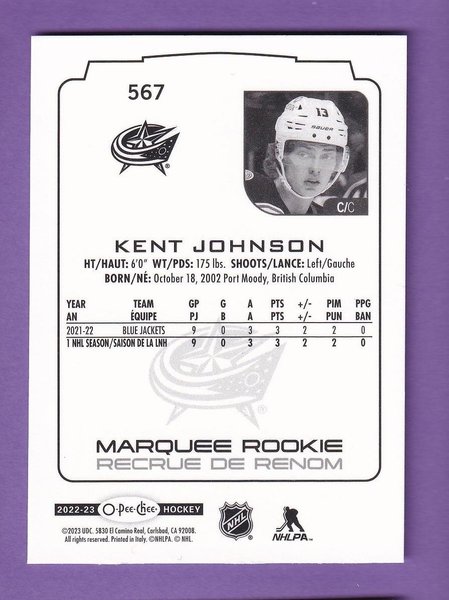 567
13
BAUER
C/C
KENT JOHNSON
HT/HAUT: 6'0" WT/PDS: 175 lbs. SHOOTS/LANCE: Left/Gauche
BORN/NÉ: October 18, 2002 Port Moody, British Columbia
YEAR TEAM GP G A PTS +/- PIM PPG
AN ÉQUIPE PJ B A PTS +/- PUN BAN
2021-22 BLUE JACKETS 9 0 3 3 2 2 0
1 NHL SEASON/SAISON DE LA LNH 9 0 3 3 2 2 0
MARQUEE ROOKIE
RECRUE DE RENOM
2022-23 O-Pee-Chee HOCKEY
©2023 UDC. 5830 El Camino Real, Carlsbad, CA 92008.
All rights reserved. Printed in Italy. ©NHLPA. © NHL.
NHL
NHLPA